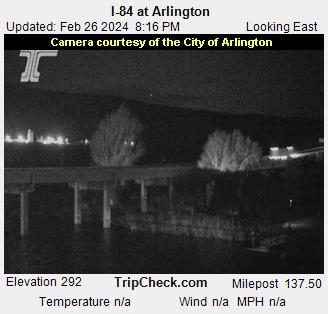 I-84 at Arlington
Updated: Feb 26 2024 8:16 PM Looking East
Camera courtesy of the City of Arlington
Elevation 292 TripCheck.com Milepost 137.50
Temperature n/a Wind n/a MPH n/a